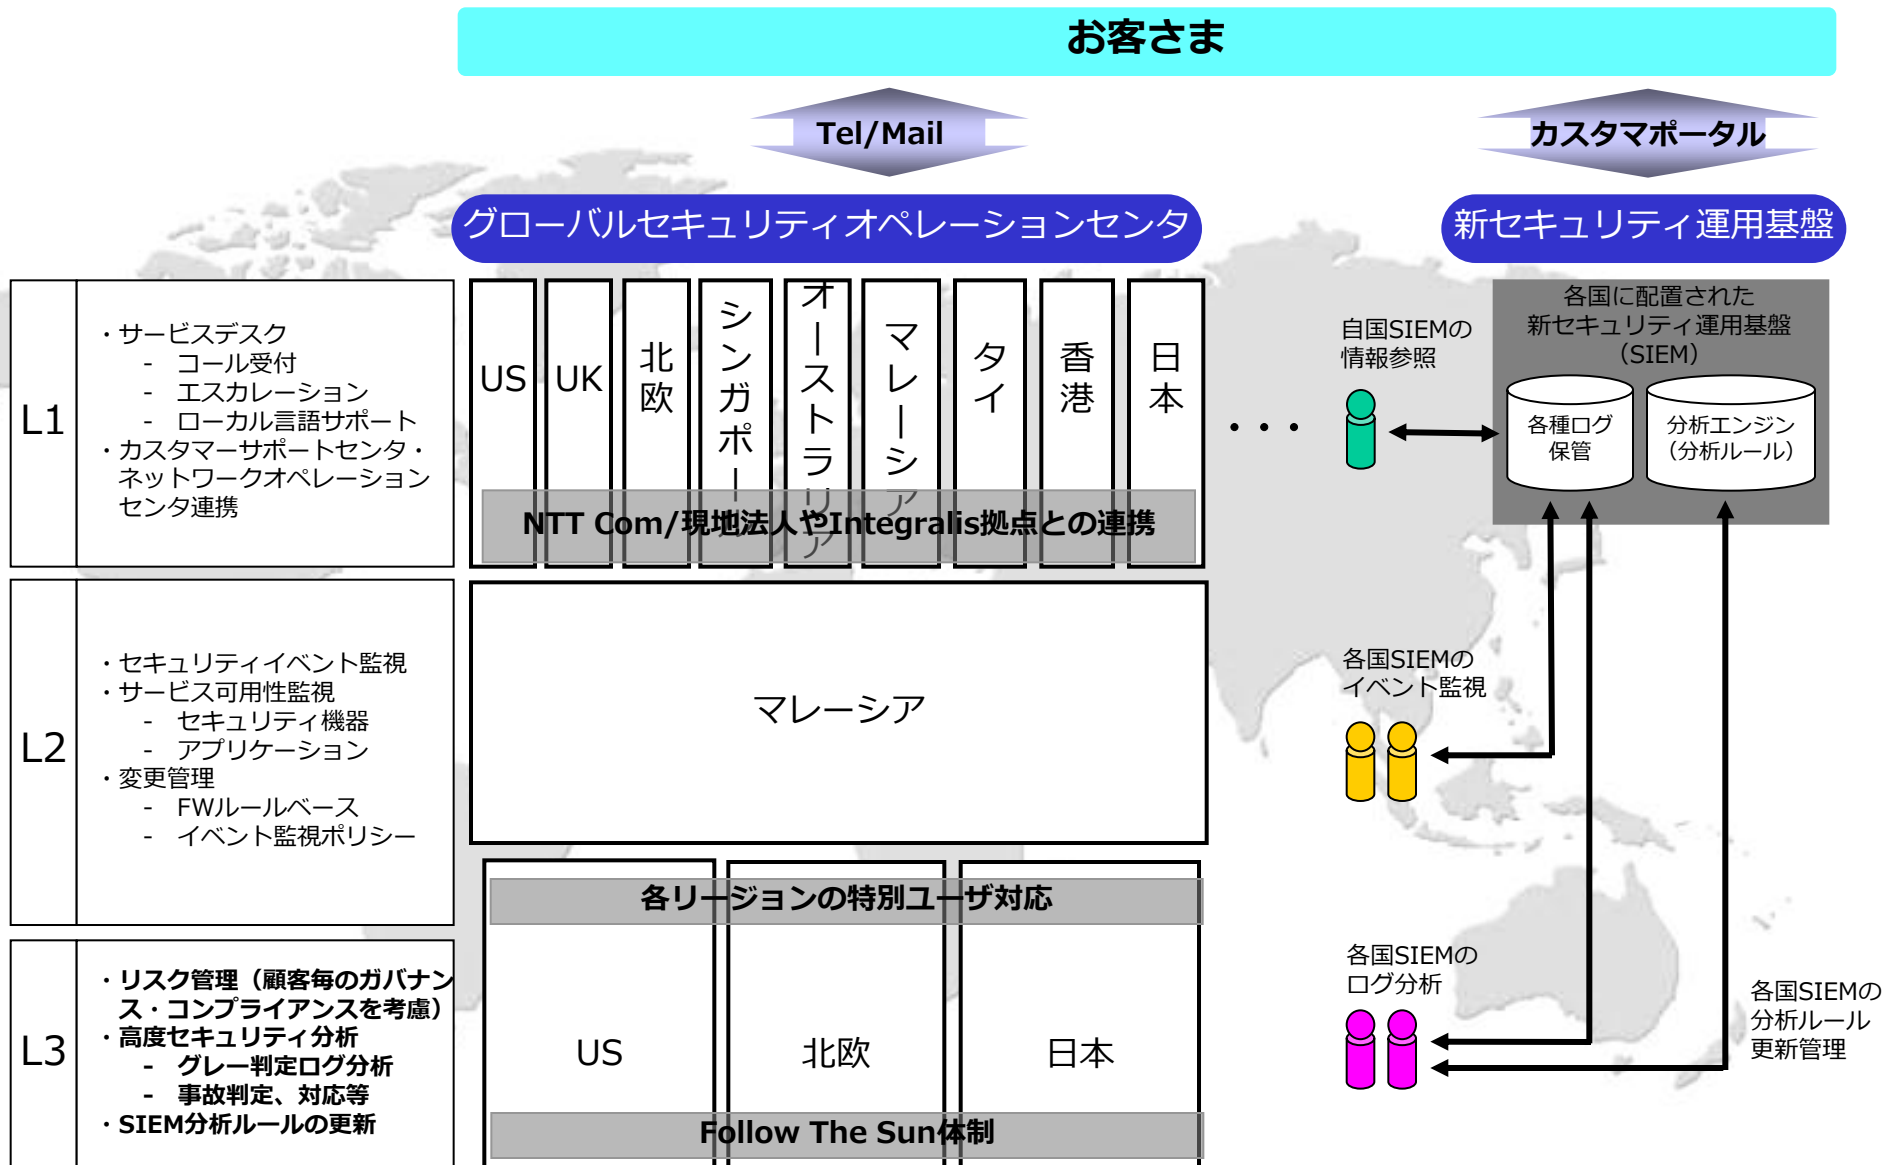 お客さま
Tel/Mail
カスタマポータル
グローバルセキュリティオペレーションセンタ
新セキュリティ運用基盤
L1
・サービスデスク
- コール受付
- エスカレーション
- ローカル言語サポート
・カスタマーサポートセンタ・
ネットワークオペレーション
センタ連携
US
UK
北欧
シンガポール
オーストラリア
マレーシア
タイ
香港
日本
・・・
NTT Com/現地法人やIntegralis拠点との連携
自国SIEMの
情報参照
各国に配置された
新セキュリティ運用基盤
（SIEM）
各種ログ
保管
分析エンジン
（分析ルール）
L2
・セキュリティイベント監視
・サービス可用性監視
- セキュリティ機器
- アプリケーション
・変更管理
- FWルールベース
- イベント監視ポリシー
マレーシア
各国SIEMの
イベント監視
各リージョンの特別ユーザ対応
L3
・リスク管理（顧客毎のガバナン
ス・コンプライアンスを考慮）
・高度セキュリティ分析
- グレー判定ログ分析
- 事故判定、対応等
・SIEM分析ルールの更新
US
北欧
日本
Follow The Sun体制
各国SIEMの
ログ分析
各国SIEMの
分析ルール
更新管理